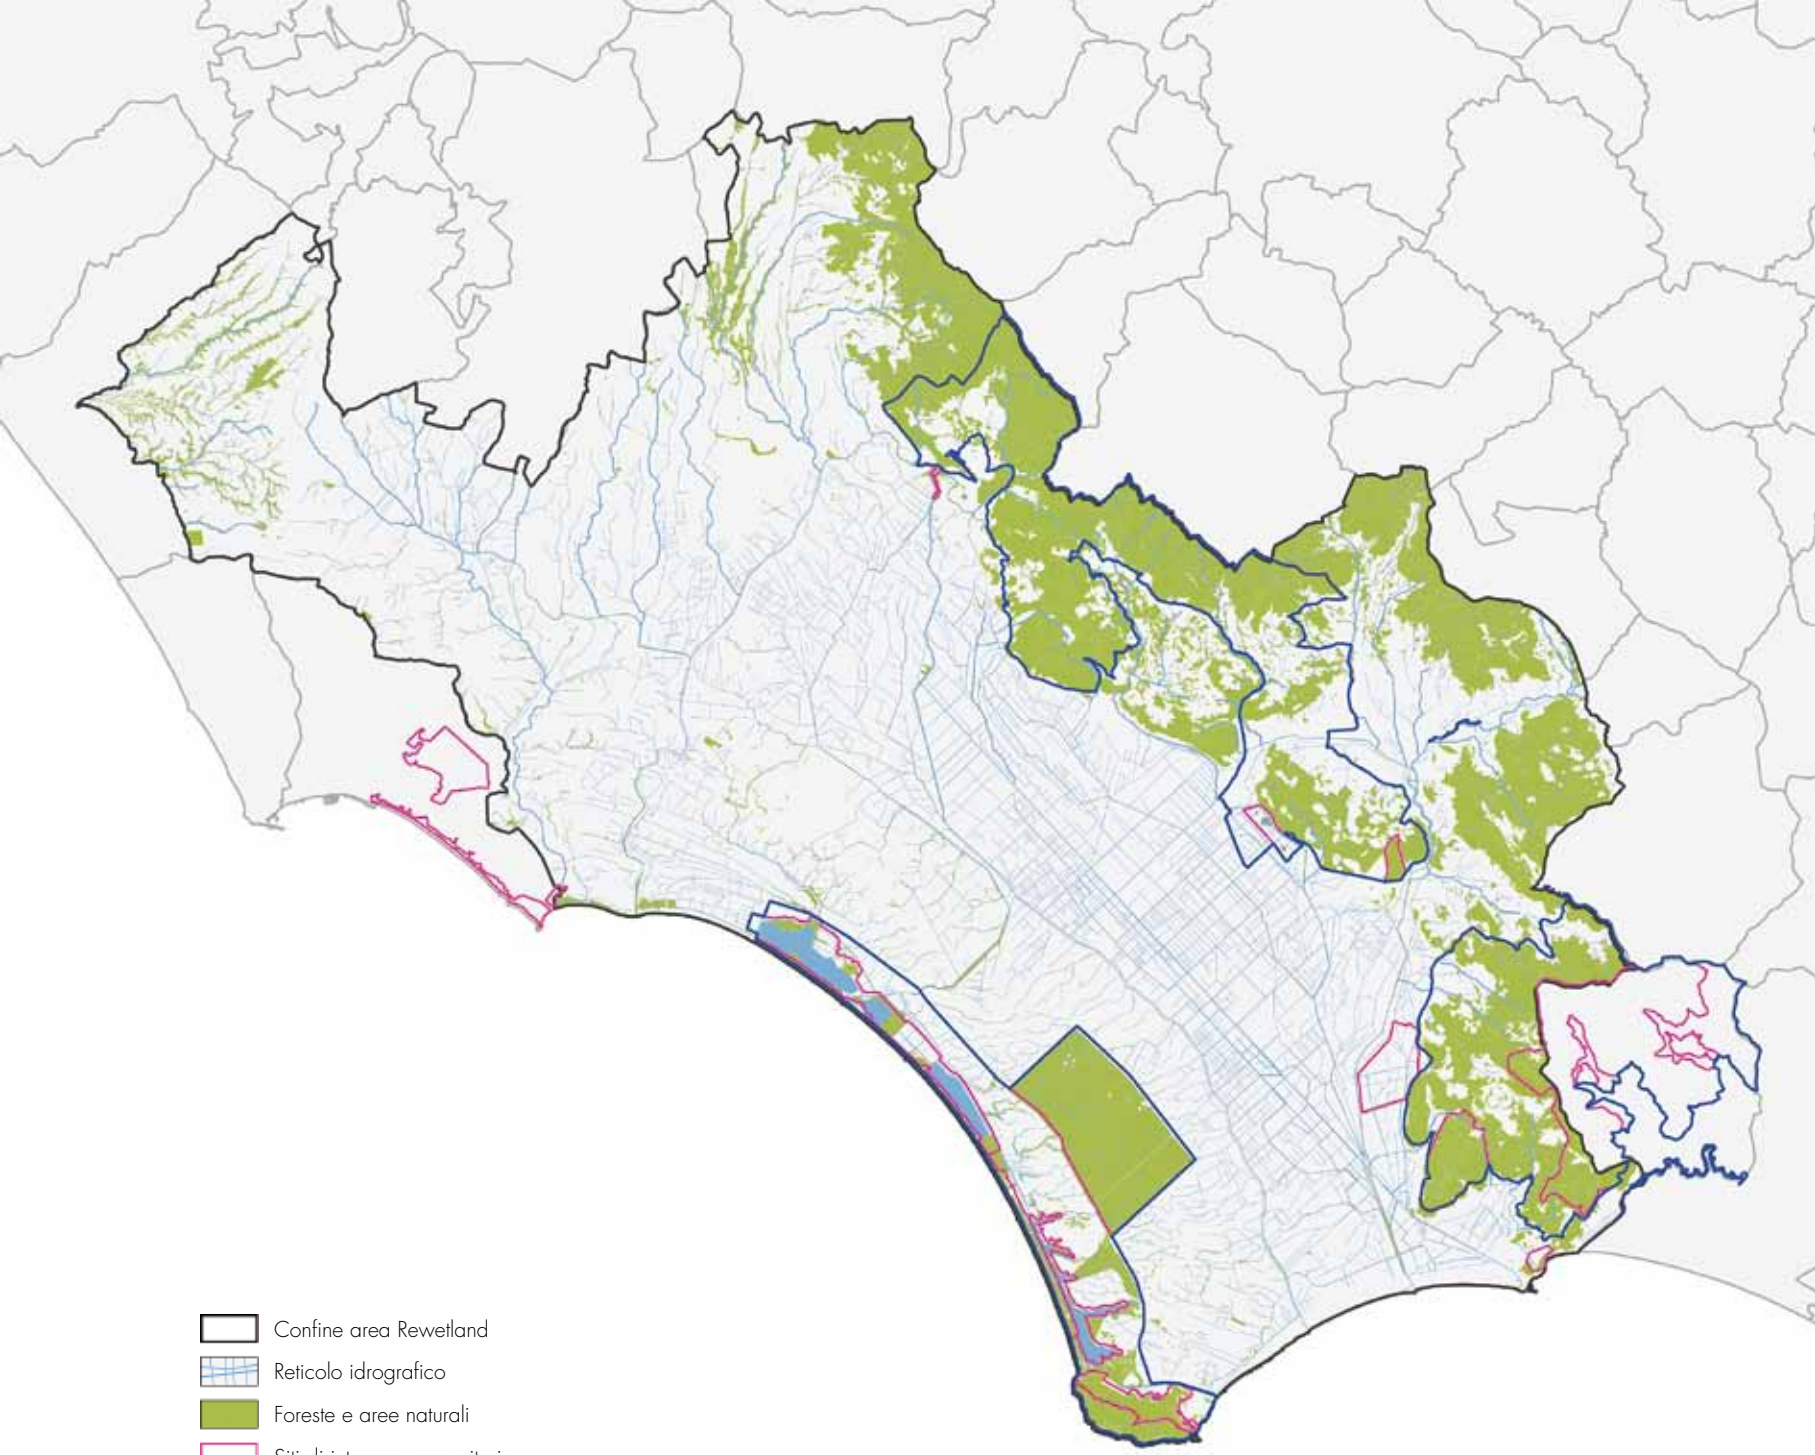 Confine area Rewetland
Reticolo idrografico
Foreste e aree naturali